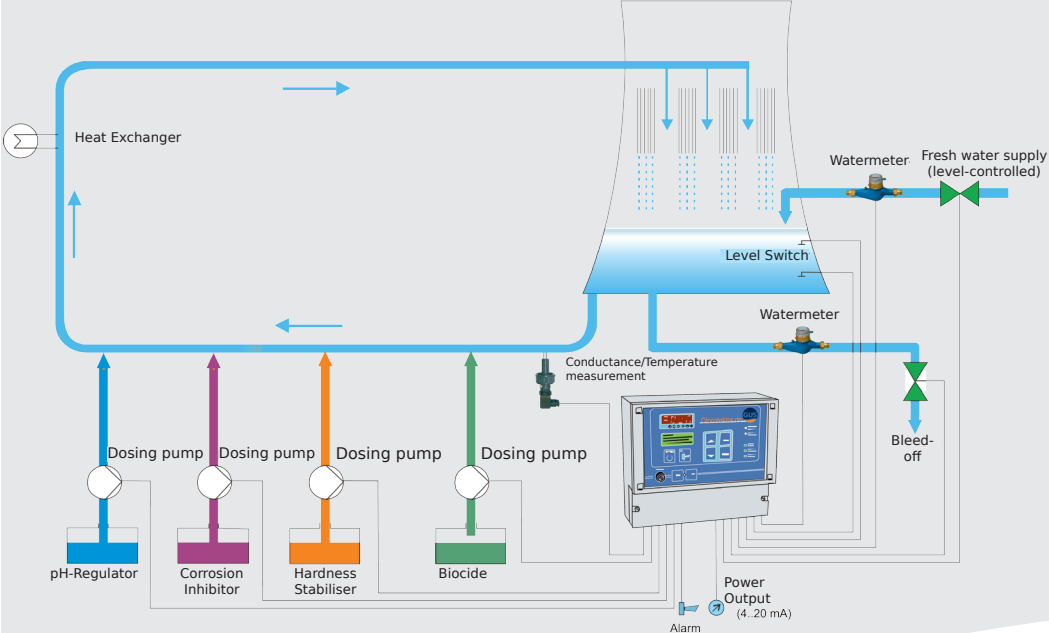 Heat Exchanger
Watermeter
Fresh water supply
(level-controlled)
Level Switch
Watermeter
Conductance/Temperature
measurement
GUS
Bleed-
off
Dosing pump
Dosing pump
Dosing pump
Dosing pump
pH-Regulator
Corrosion
Inhibitor
Hardness
Stabiliser
Biocide
Power
Output
(4..20 mA)
Alarm